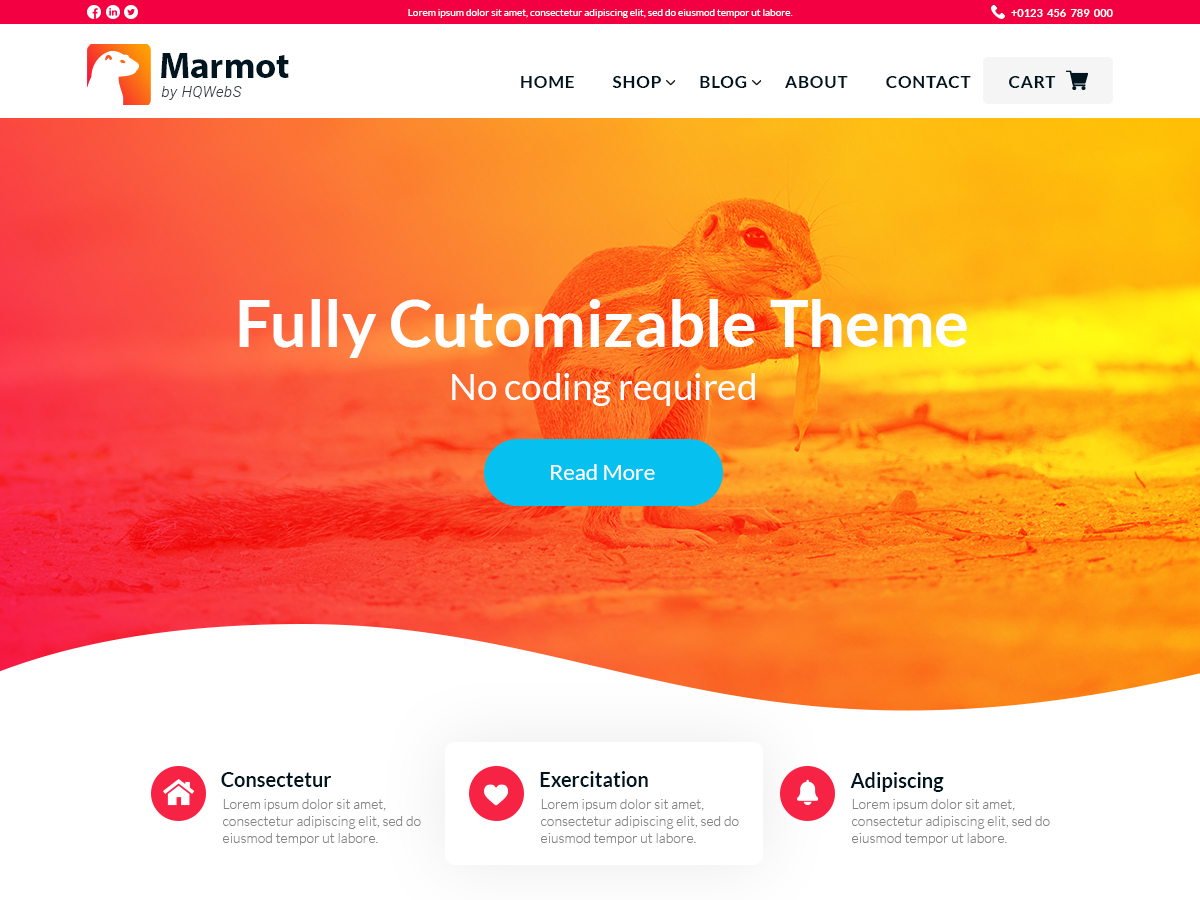 Lorem ipsum dolor sit amet, consectetur adipiscing elit, sed do eiusmod tempor ut labore.
+0123 456 789 000
Marmot
by HQWebS
HOME SHOP BLOG ABOUT CONTACT CART
Fully Cutomizable Theme
No coding required
Read More
Consectetur
Lorem ipsum dolor sit amet,
consectetur adipiscing elit, sed do
eiusmod tempor ut labore.
Exercitation
Lorem ipsum dolor sit amet,
consectetur adipiscing elit, sed do
eiusmod tempor ut labore.
Adipiscing
Lorem ipsum dolor sit amet,
consectetur adipiscing elit, sed do
eiusmod tempor ut labore.